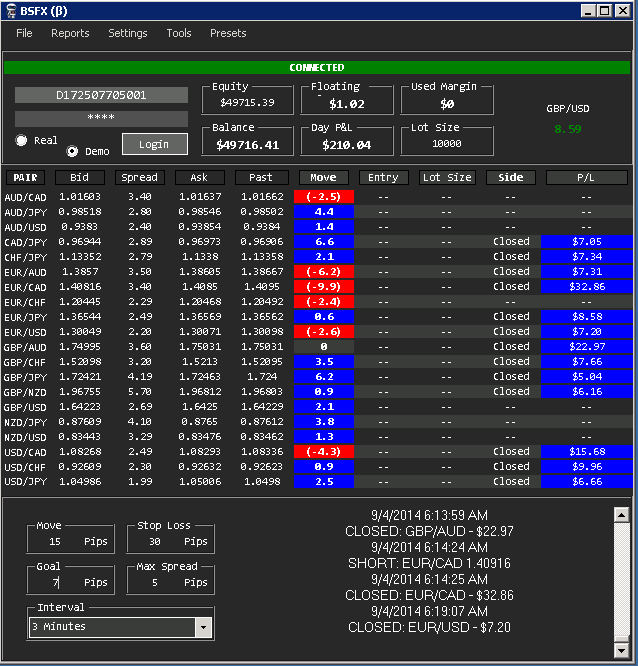 BSFX (β)
File Reports Settings Tools Presets
CONNECTED
D172507705001
****
Real
Demo
Login
Equity
$49715.39
Floating
$1.02
Used Margin
$0
Balance
$49716.41
Day P&L
$210.04
Lot Size
10000
GBP/USD
8.59
PAIR Bid Spread Ask Past Move Entry Lot Size Side P/L
AUD/CAD 1.01603 3.40 1.01637 1.01662 (-2.5) -- -- -- --
AUD/JPY 0.98518 2.80 0.98546 0.98502 4.4 -- -- -- --
AUD/USD 0.9383 2.40 0.93854 0.9384 1.4 -- -- -- --
CAD/JPY 0.96944 2.89 0.96973 0.96906 6.6 -- -- Closed $7.05
CHF/JPY 1.13352 2.79 1.1338 1.13358 2.1 -- -- Closed $7.34
EUR/AUD 1.3857 3.50 1.38605 1.38667 (-6.2) -- -- Closed $7.31
EUR/CAD 1.40816 3.40 1.4085 1.4095 (-9.9) -- -- Closed $32.86
EUR/CHF 1.20445 2.29 1.20468 1.20492 (-2.4) -- -- -- --
EUR/JPY 1.36544 2.49 1.36569 1.36562 0.6 -- -- Closed $8.58
EUR/USD 1.30049 2.20 1.30071 1.30098 (-2.6) -- -- Closed $7.20
GBP/AUD 1.74995 3.60 1.75031 1.75031 0 -- -- Closed $22.97
GBP/CHF 1.52098 3.20 1.5213 1.52095 3.5 -- -- Closed $7.66
GBP/JPY 1.72421 4.19 1.72463 1.724 6.2 -- -- Closed $5.04
GBP/NZD 1.96755 5.70 1.96812 1.96803 0.9 -- -- Closed $6.16
GBP/USD 1.64223 2.69 1.6425 1.64229 2.1 -- -- -- --
NZD/JPY 0.87609 4.10 0.8765 0.87612 3.8 -- -- -- --
NZD/USD 0.83443 3.29 0.83476 0.83462 1.3 -- -- -- --
USD/CAD 1.08268 2.49 1.08293 1.08336 (-4.3) -- -- Closed $15.68
USD/CHF 0.92609 2.30 0.92632 0.92623 0.9 -- -- Closed $9.96
USD/JPY 1.04986 1.99 1.05006 1.0498 2.5 -- -- Closed $6.66
Move
15 Pips
Stop Loss
30 Pips
Goal
7 Pips
Max Spread
5 Pips
Interval
3 Minutes
9/4/2014 6:13:59 AM
CLOSED: GBP/AUD - $22.97
9/4/2014 6:14:24 AM
SHORT: EUR/CAD 1.40916
9/4/2014 6:14:25 AM
CLOSED: EUR/CAD - $32.86
9/4/2014 6:19:07 AM
CLOSED: EUR/USD - $7.20